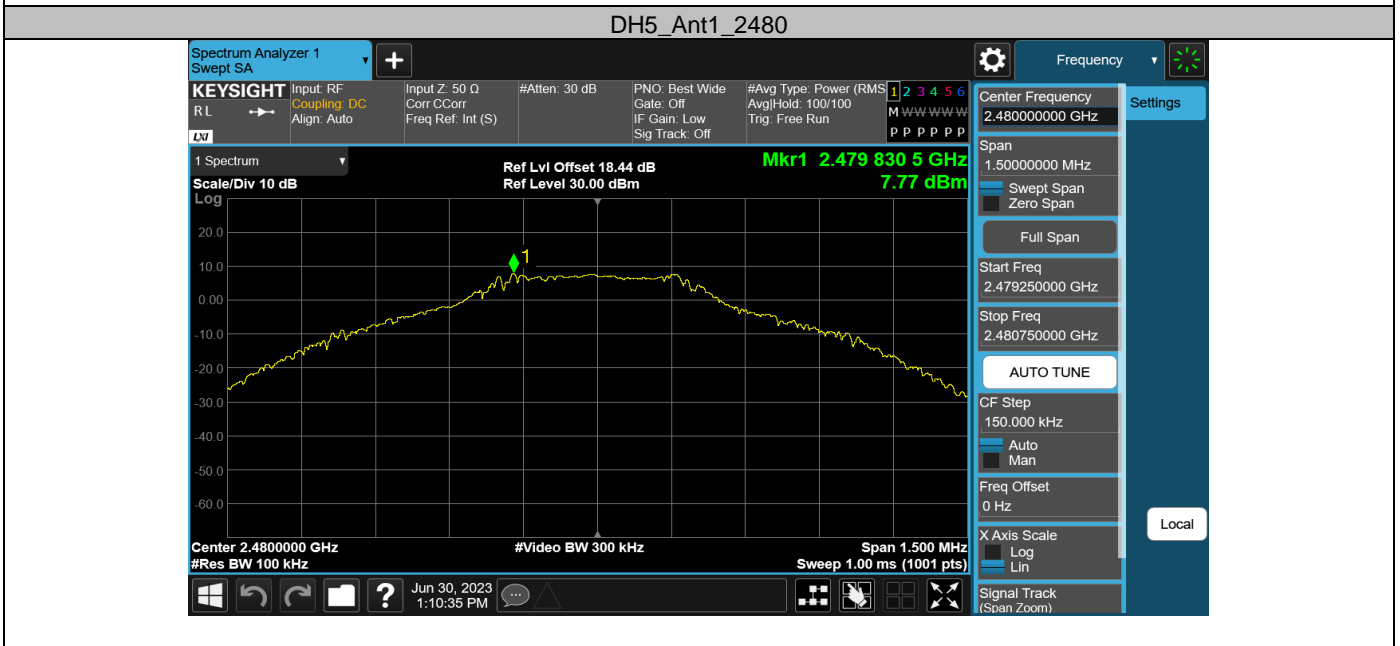 DH5_Ant1_2480
Spectrum Analyzer 1
Swept SA
Frequency
KEYSIGHT
RL
LXI
Input: RF
Coupling: DC
Align: Auto
Input Z: 50 Ω
Corr CCorr
Freq Ref: Int (S)
#Atten: 30 dB
PNO: Best Wide
Gate: Off
IF Gain: Low
Sig Track: Off
#Avg Type: Power (RMS
Avg|Hold: 100/100
Trig: Free Run
1 2 3 4 5 6
M W W W W W
P P P P P P
1 Spectrum
Scale/Div 10 dB
Ref Lvl Offset 18.44 dB
Ref Level 30.00 dBm
Mkr1 2.479 830 5 GHz
7.77 dBm
Log
20.0
10.0
0.00
-10.0
-20.0
-30.0
-40.0
-50.0
-60.0
1
Center 2.4800000 GHz
#Video BW 300 kHz
Span 1.500 MHz
#Res BW 100 kHz
Sweep 1.00 ms (1001 pts)
?
Jun 30, 2023
1:10:35 PM
Center Frequency
2.480000000 GHz
Settings
Span
1.50000000 MHz
Swept Span
Zero Span
Full Span
Start Freq
2.479250000 GHz
Stop Freq
2.480750000 GHz
AUTO TUNE
CF Step
150.000 kHz
Auto
Man
Freq Offset
0 Hz
X Axis Scale
Log
Lin
Local
Signal Track
(Span Zoom)